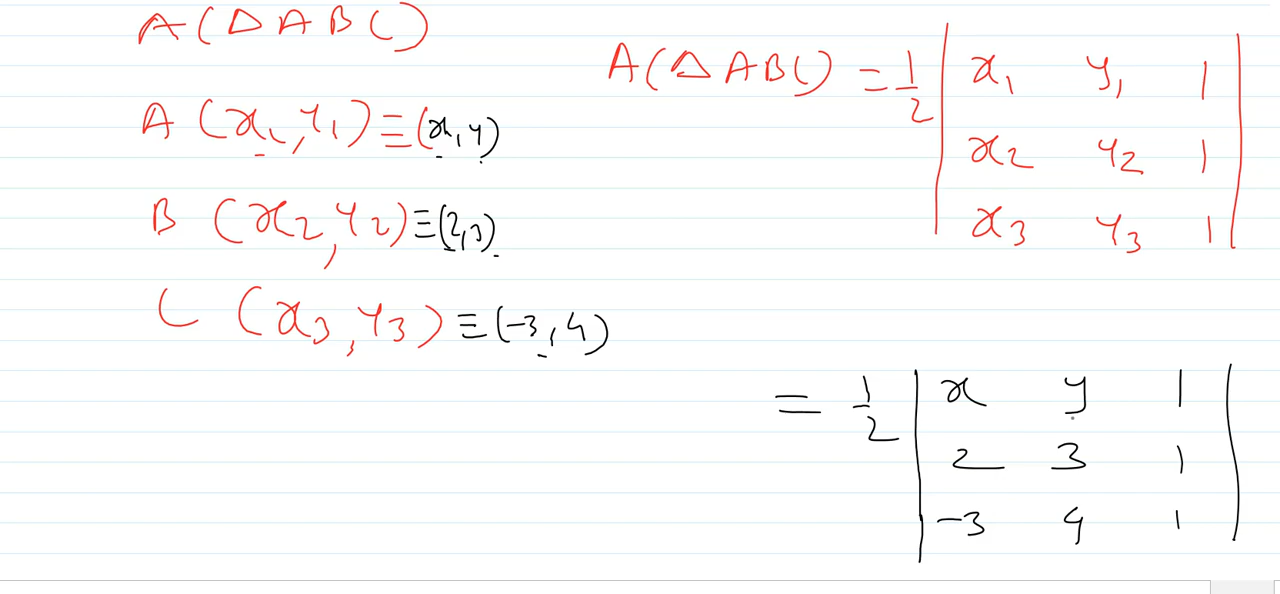 A(△ABC)
A(△ABC) = 1/2 | x₁ y₁ 1 |
| x₂ y₂ 1 |
| x₃ y₃ 1 |
A (x₁, y₁) ≡ (x, y)
B (x₂, y₂) ≡ (2, 3)
C (x₃, y₃) ≡ (-3, 4)
= 1/2 | x y 1 |
| 2 3 1 |
| -3 4 1 |